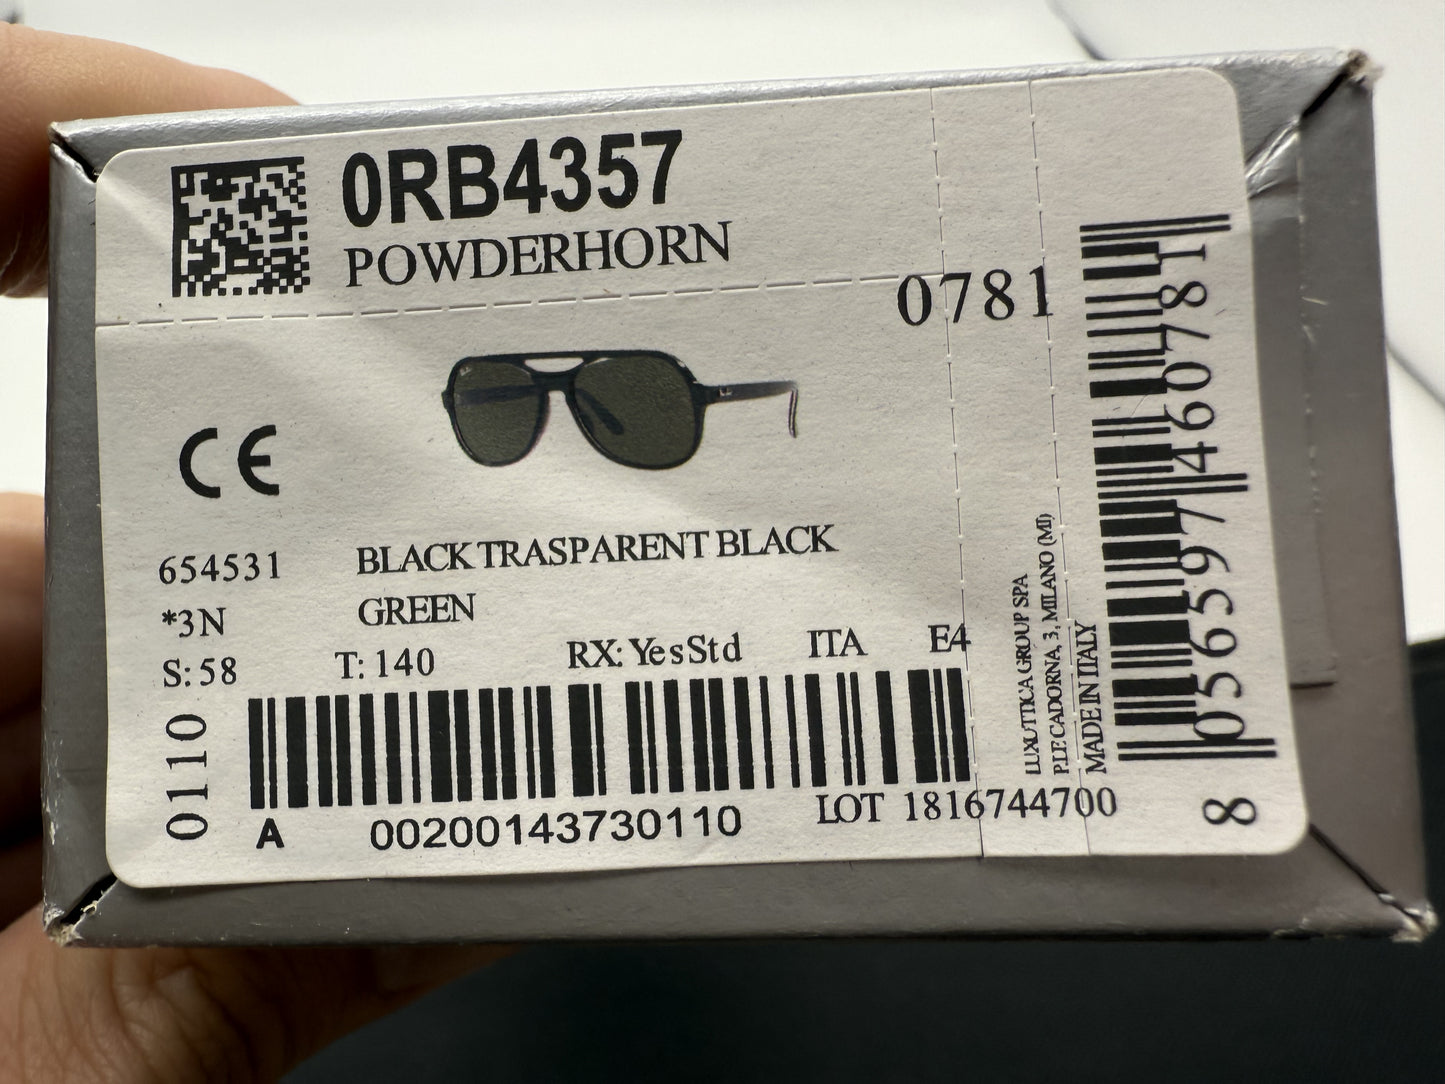 0RB4357
POWDERHORN
0781
654531 BLACK TRASPARENT BLACK
*3N GREEN
S: 58 T: 140 RX: YesStd ITA E4
0110
A 00200143730110 LOT 1816744700
LUXOTTICA GROUP SPA
P.LE CADORNA, 3, MILANO (MI)
MADE IN ITALY
8 056597 460781